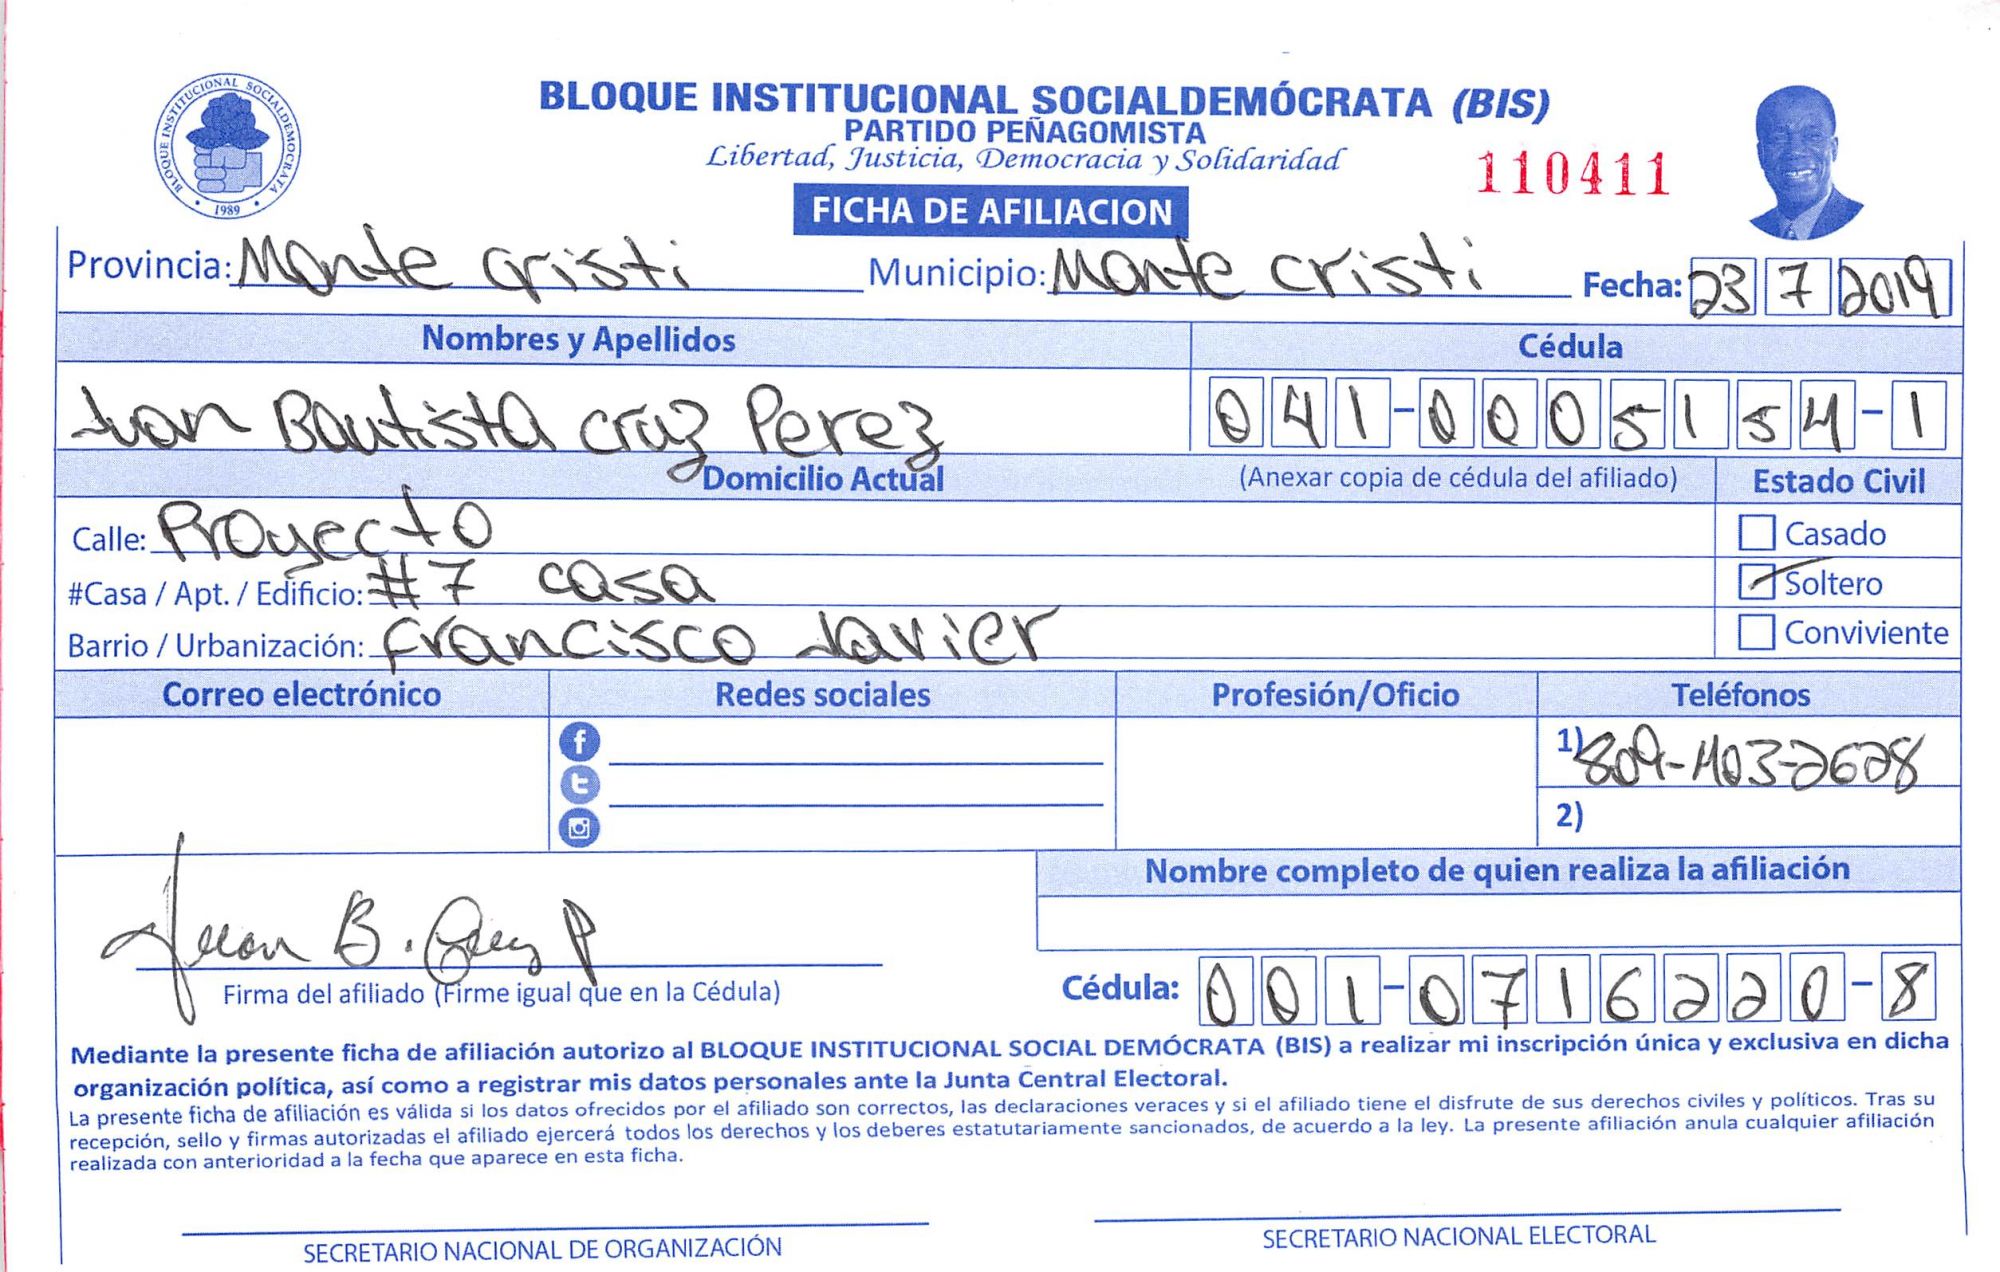 BLOQUE INSTITUCIONAL SOCIALDEMÓCRATA (BIS)
PARTIDO PEÑAGOMISTA
Libertad, Justicia, Democracia y Solidaridad
110411
BLOQUE INSTITUCIONAL SOCIALDEMOCRATA
• 1989 •
FICHA DE AFILIACION
Provincia: Monte Cristi Municipio: Monte Cristi Fecha: 23 7 2019
Nombres y Apellidos Cédula
Juan Bautista Cruz Perez 041-0005154-1
Domicilio Actual (Anexar copia de cédula del afiliado) Estado Civil
Calle: Proyecto Casado
#Casa / Apt. / Edificio: #7 casa Soltero
Barrio / Urbanización: Francisco Javier Conviviente
Correo electrónico Redes sociales Profesión/Oficio Teléfonos
1) 809-403-2628
2)
Nombre completo de quien realiza la afiliación
Juan B. Cruz P
Firma del afiliado (Firme igual que en la Cédula) Cédula: 001-0716220-8
Mediante la presente ficha de afiliación autorizo al BLOQUE INSTITUCIONAL SOCIAL DEMÓCRATA (BIS) a realizar mi inscripción única y exclusiva en dicha
organización política, así como a registrar mis datos personales ante la Junta Central Electoral.
La presente ficha de afiliación es válida si los datos ofrecidos por el afiliado son correctos, las declaraciones veraces y si el afiliado tiene el disfrute de sus derechos civiles y políticos. Tras su
recepción, sello y firmas autorizadas el afiliado ejercerá todos los derechos y los deberes estatutariamente sancionados, de acuerdo a la ley. La presente afiliación anula cualquier afiliación
realizada con anterioridad a la fecha que aparece en esta ficha.
SECRETARIO NACIONAL DE ORGANIZACIÓN SECRETARIO NACIONAL ELECTORAL